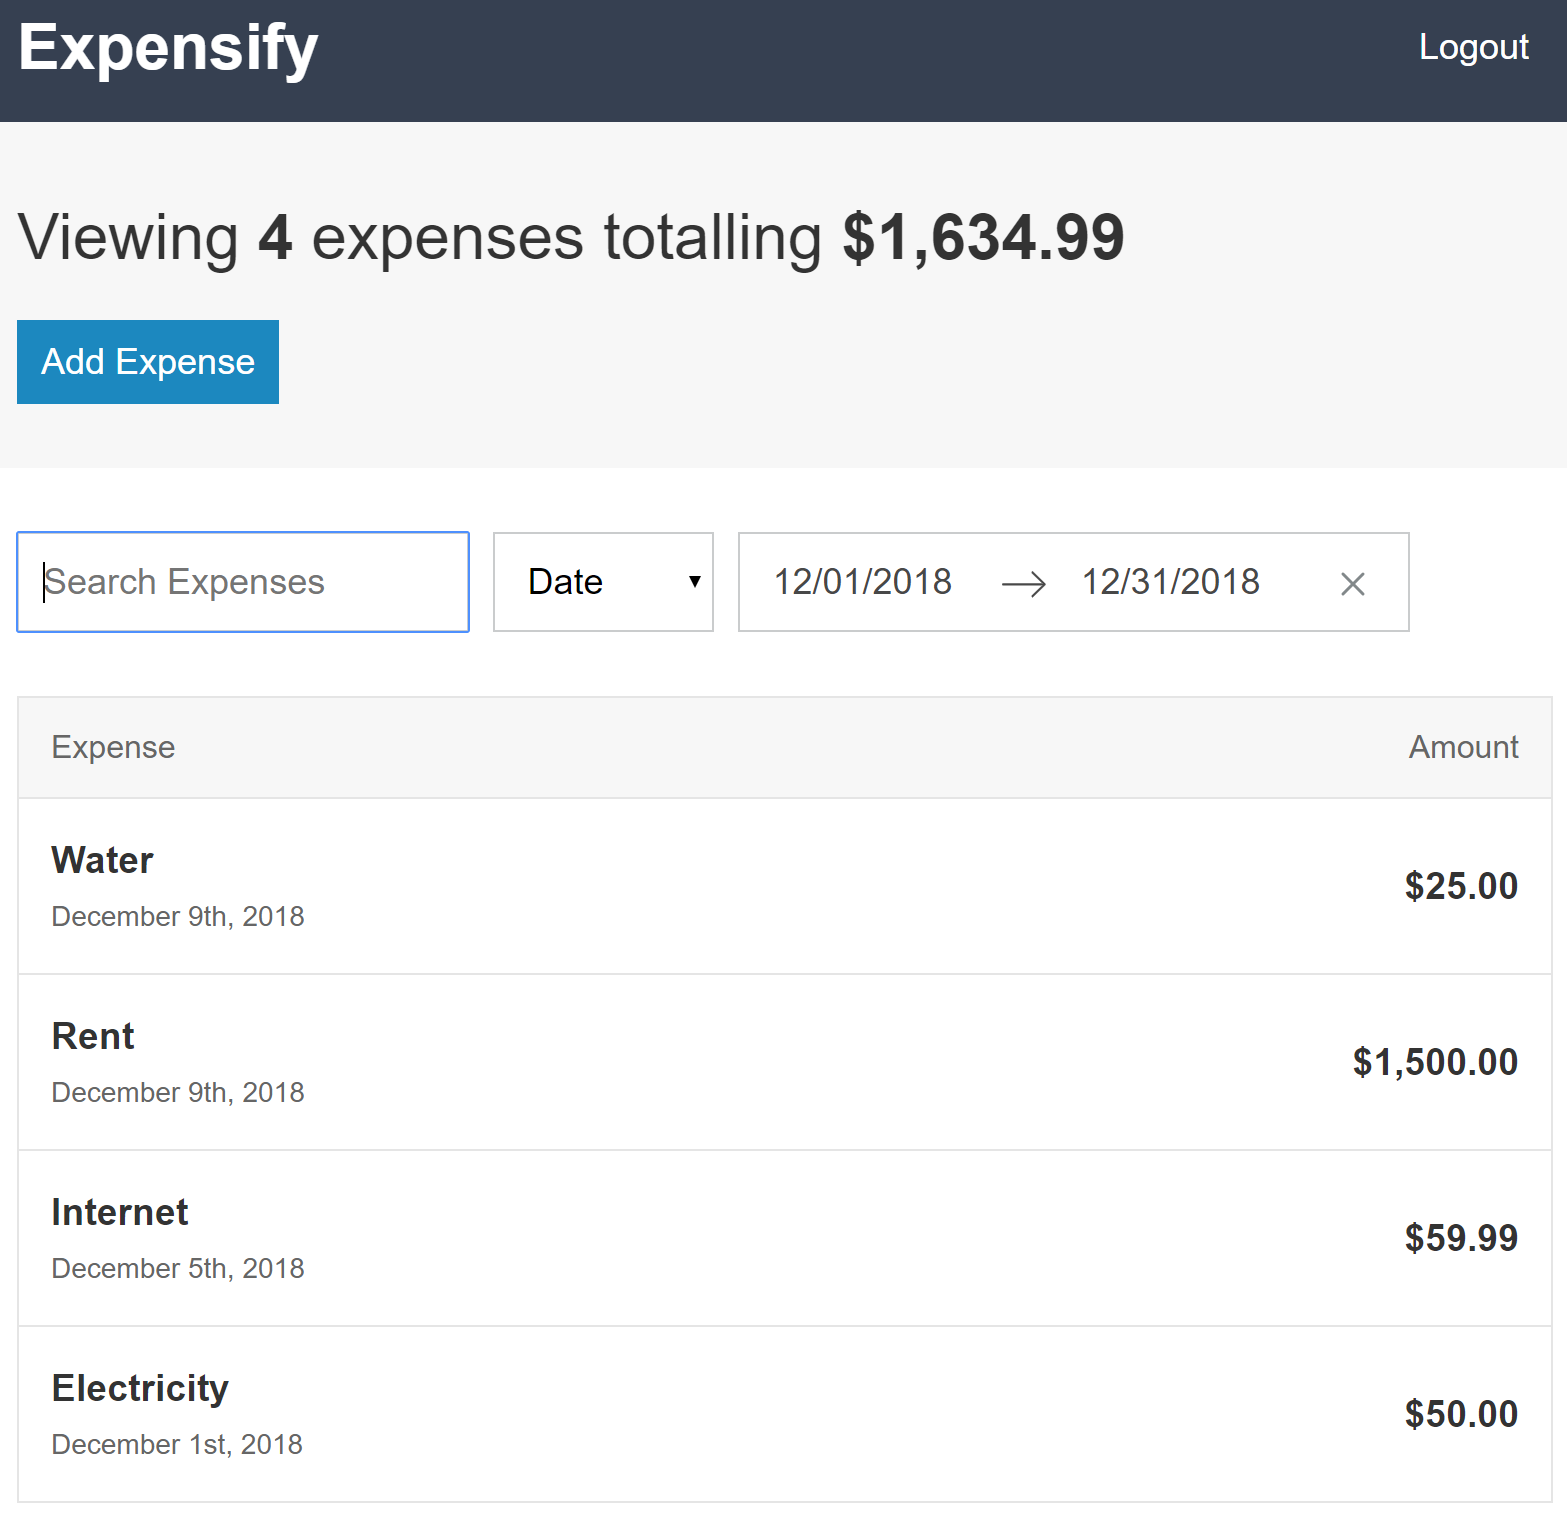 Expensify
Logout
Viewing 4 expenses totalling $1,634.99
Add Expense
Search Expenses
Date
12/01/2018
12/31/2018
Expense
Amount
Water
December 9th, 2018
$25.00
Rent
December 9th, 2018
$1,500.00
Internet
December 5th, 2018
$59.99
Electricity
December 1st, 2018
$50.00